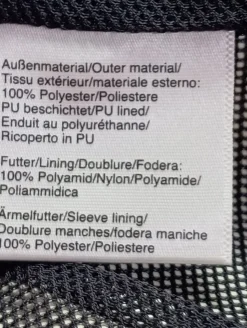 Außenmaterial/Outer material/
Tissu extérieur/materiale esterno:
100% Polyester/Poliestere
PU beschichtet/PU lined/
Enduit au polyuréthane/
Ricoperto in PU
Futter/Lining/Doublure/Fodera:
100% Polyamid/Nylon/Polyamide/
Poliammidica
Ärmelfutter/Sleeve lining/
Doublure manches/fodera maniche
100% Polyester/Poliestere